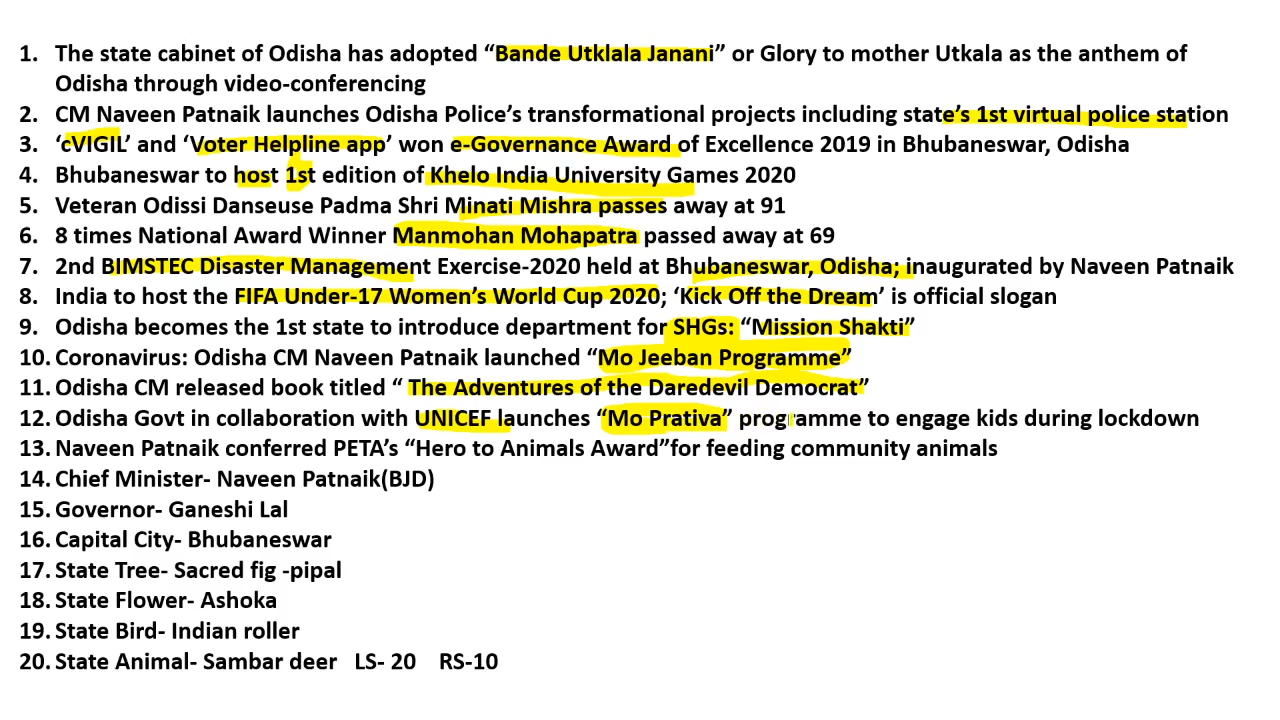 1. The state cabinet of Odisha has adopted “Bande Utklala Janani” or Glory to mother Utkala as the anthem of
Odisha through video-conferencing
2. CM Naveen Patnaik launches Odisha Police’s transformational projects including state’s 1st virtual police station
3. ‘cVIGIL’ and ‘Voter Helpline app’ won e-Governance Award of Excellence 2019 in Bhubaneswar, Odisha
4. Bhubaneswar to host 1st edition of Khelo India University Games 2020
5. Veteran Odissi Danseuse Padma Shri Minati Mishra passes away at 91
6. 8 times National Award Winner Manmohan Mohapatra passed away at 69
7. 2nd BIMSTEC Disaster Management Exercise-2020 held at Bhubaneswar, Odisha; inaugurated by Naveen Patnaik
8. India to host the FIFA Under-17 Women’s World Cup 2020; ‘Kick Off the Dream’ is official slogan
9. Odisha becomes the 1st state to introduce department for SHGs: “Mission Shakti”
10. Coronavirus: Odisha CM Naveen Patnaik launched “Mo Jeeban Programme”
11. Odisha CM released book titled “ The Adventures of the Daredevil Democrat”
12. Odisha Govt in collaboration with UNICEF launches “Mo Prativa” programme to engage kids during lockdown
13. Naveen Patnaik conferred PETA’s “Hero to Animals Award”for feeding community animals
14. Chief Minister- Naveen Patnaik(BJD)
15. Governor- Ganeshi Lal
16. Capital City- Bhubaneswar
17. State Tree- Sacred fig -pipal
18. State Flower- Ashoka
19. State Bird- Indian roller
20. State Animal- Sambar deer LS- 20 RS-10